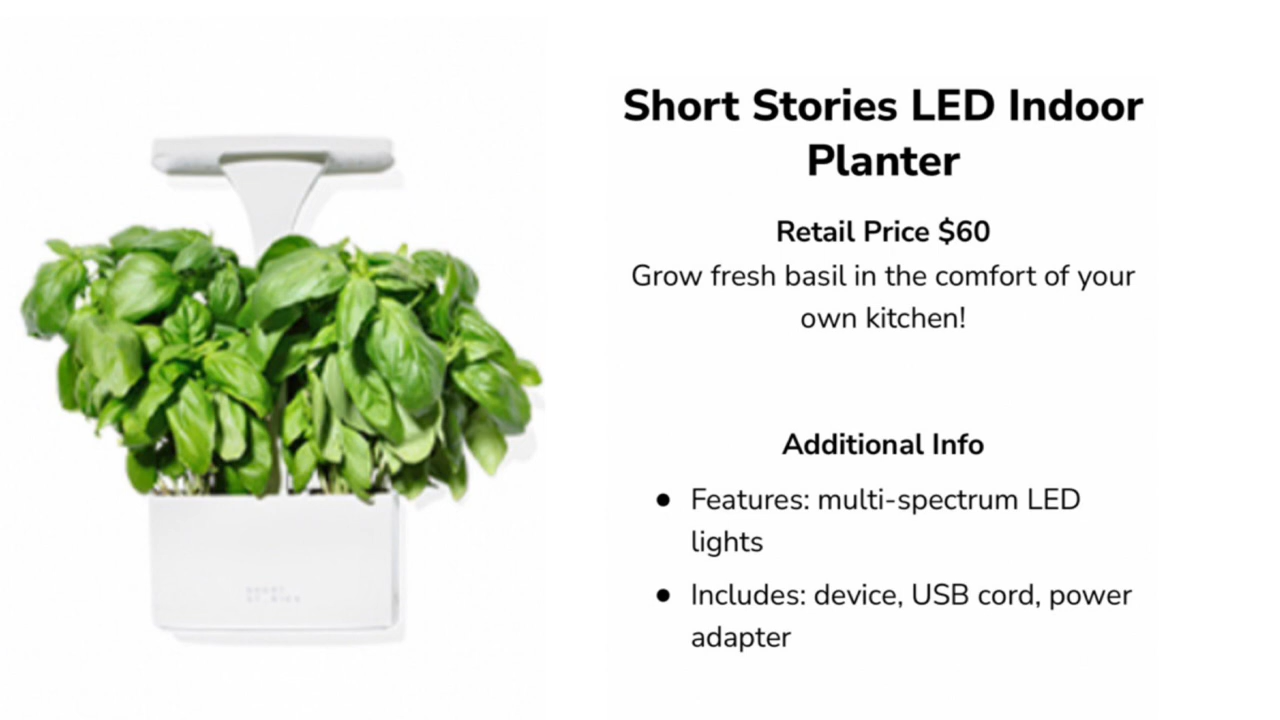 Short Stories LED Indoor
Planter
Retail Price $60
Grow fresh basil in the comfort of your
own kitchen!
Additional Info
● Features: multi-spectrum LED
lights
● Includes: device, USB cord, power
adapter